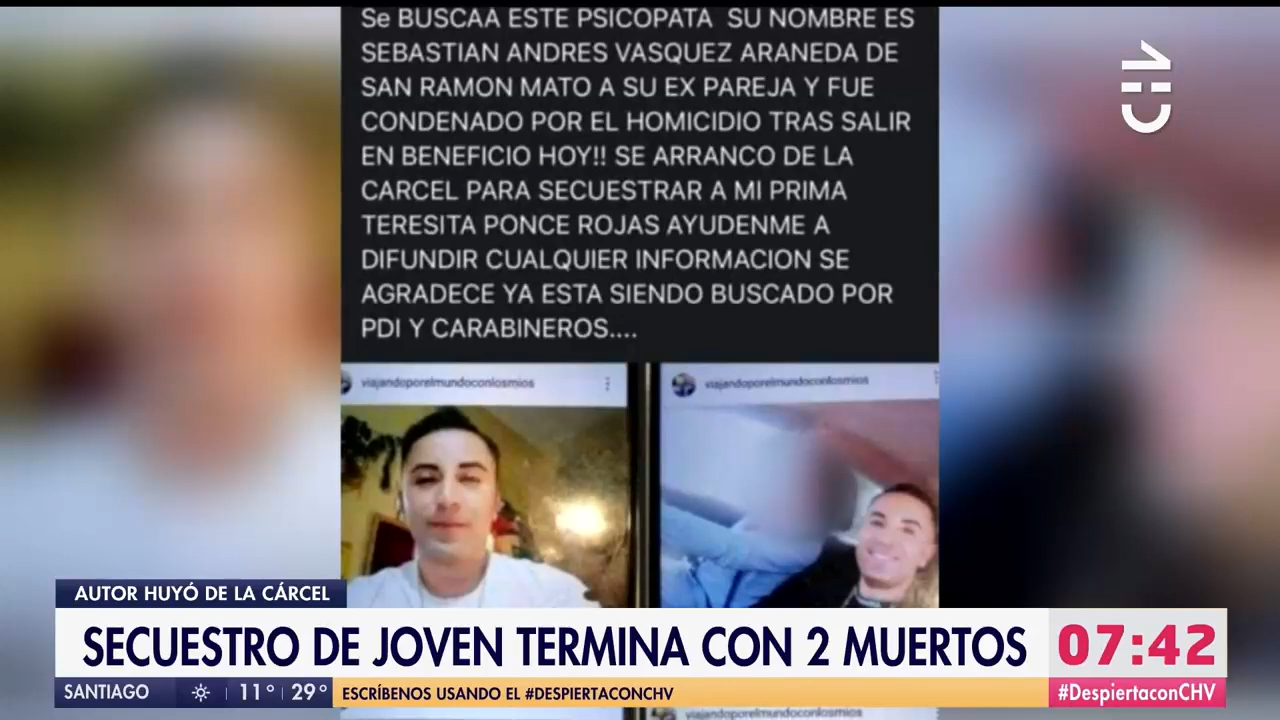 Se BUSCAA ESTE PSICOPATA SU NOMBRE ES
SEBASTIAN ANDRES VASQUEZ ARANEDA DE
SAN RAMON MATO A SU EX PAREJA Y FUE
CONDENADO POR EL HOMICIDIO TRAS SALIR
EN BENEFICIO HOY!! SE ARRANCO DE LA
CARCEL PARA SECUESTRAR A MI PRIMA
TERESITA PONCE ROJAS AYUDENME A
DIFUNDIR CUALQUIER INFORMACION SE
AGRADECE YA ESTA SIENDO BUSCADO POR
PDI Y CARABINEROS....
CHV
viajandoporelmundoconlosmios
viajandoporelmundoconlosmios
AUTOR HUYÓ DE LA CÁRCEL
SECUESTRO DE JOVEN TERMINA CON 2 MUERTOS
07:42
SANTIAGO 11° 29° ESCRÍBENOS USANDO EL #DESPIERTACONCHV
#DespiertaconCHV
viajandoporelmundoconlosmios